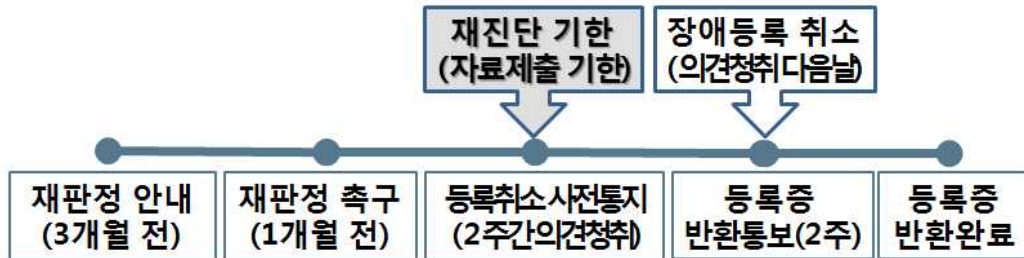 재진단 기한
(자료제출 기한)
장애등록 취소
(의견청취 다음날)
재판정 안내
(3개월 전)
재판정 촉구
(1개월 전)
등록취소 사전통지
(2주간 의견청취)
등록증
반환통보(2주)
등록증
반환완료